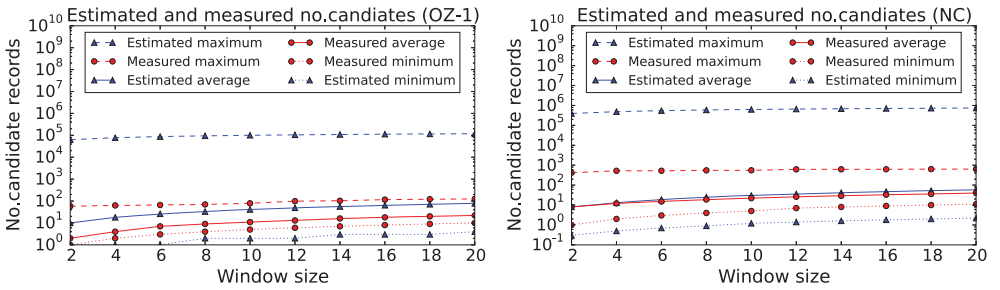 Estimated and measured no.candiates (OZ-1)
No.candidate records
10^10
10^9
10^8
10^7
10^6
10^5
10^4
10^3
10^2
10^1
10^0
Estimated maximum
Measured maximum
Estimated average
Measured average
Measured minimum
Estimated minimum
2 4 6 8 10 12 14 16 18 20
Window size
Estimated and measured no.candiates (NC)
No.candidate records
10^10
10^9
10^8
10^7
10^6
10^5
10^4
10^3
10^2
10^1
10^0
10^-1
Estimated maximum
Measured maximum
Estimated average
Measured average
Measured minimum
Estimated minimum
2 4 6 8 10 12 14 16 18 20
Window size